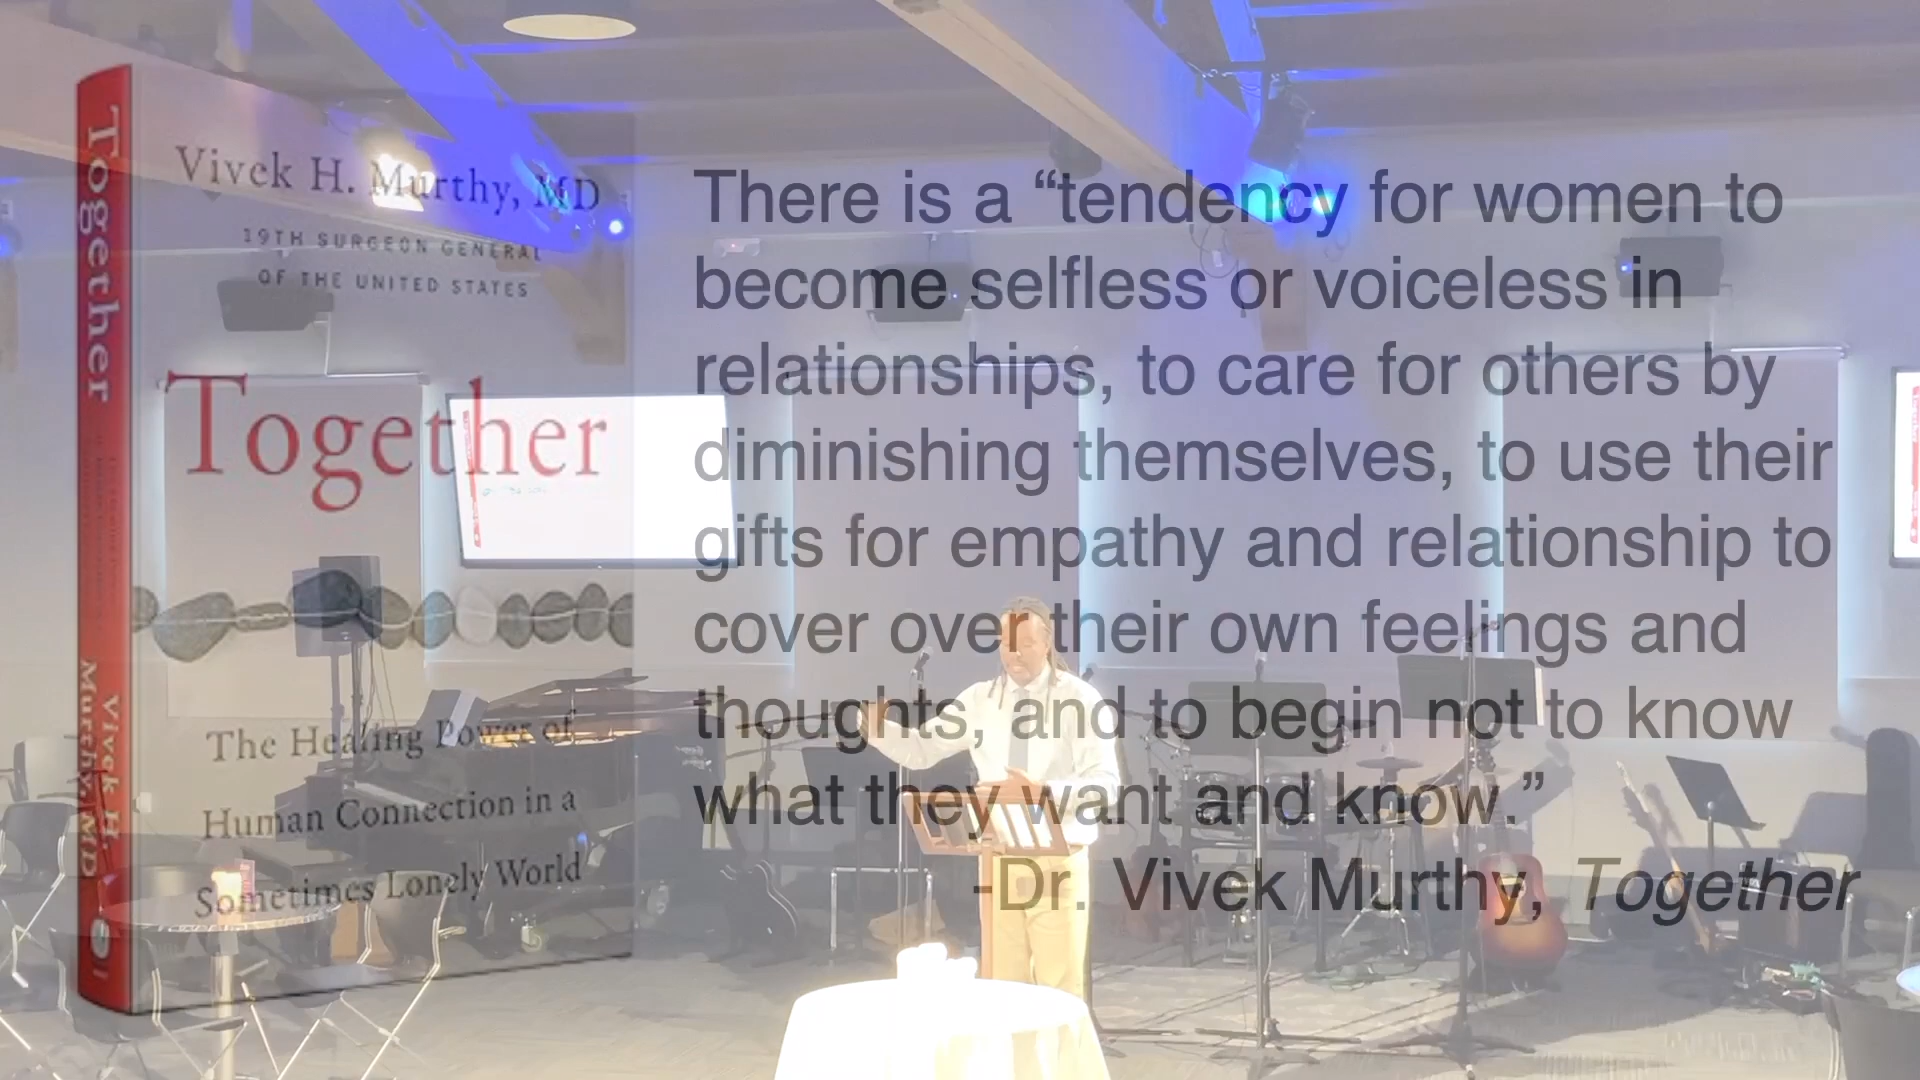 Together
Vivek H.
Murthy, MD
Vivek H. Murthy, MD
19TH SURGEON GENERAL
OF THE UNITED STATES
Together
The Healing Power of
Human Connection in a
Sometimes Lonely World
There is a “tendency for women to
become selfless or voiceless in
relationships, to care for others by
diminishing themselves, to use their
gifts for empathy and relationship to
cover over their own feelings and
thoughts, and to begin not to know
what they want and know.”
-Dr. Vivek Murthy, Together